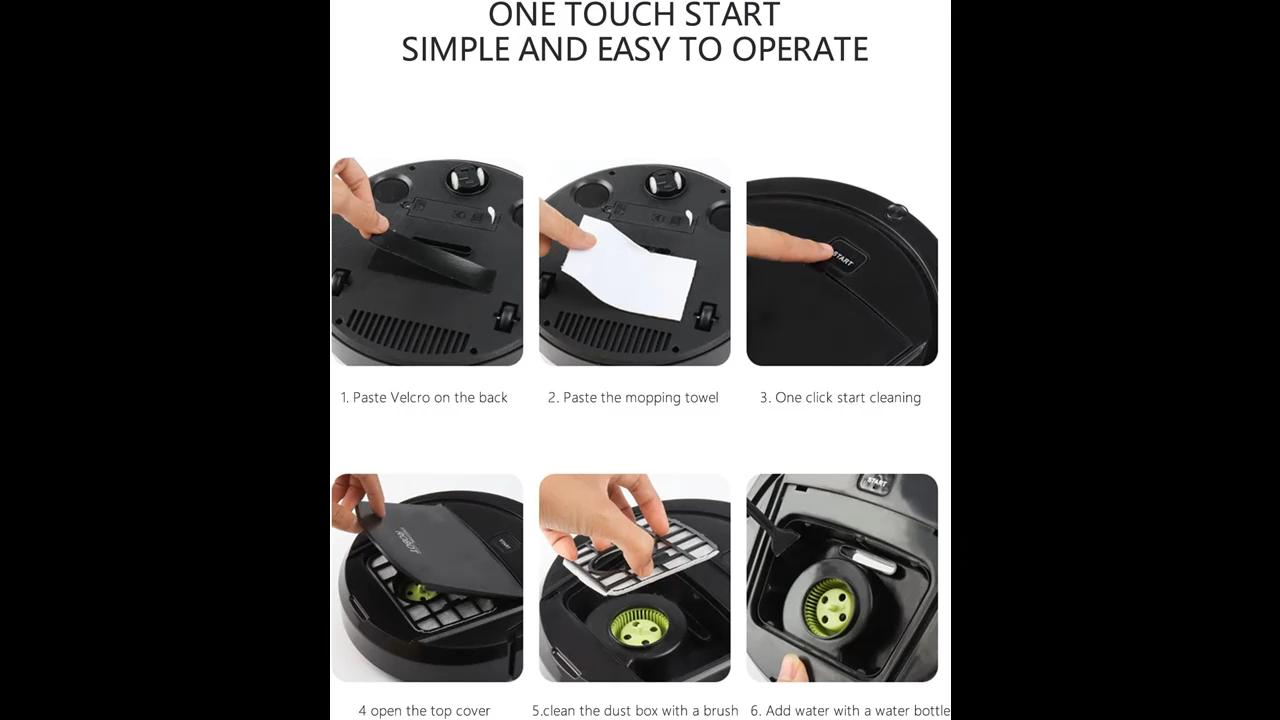 ONE TOUCH START
SIMPLE AND EASY TO OPERATE
START
1. Paste Velcro on the back
2. Paste the mopping towel
3. One click start cleaning
START
ROBOT
START
4 open the top cover
5.clean the dust box with a brush
6. Add water with a water bottle